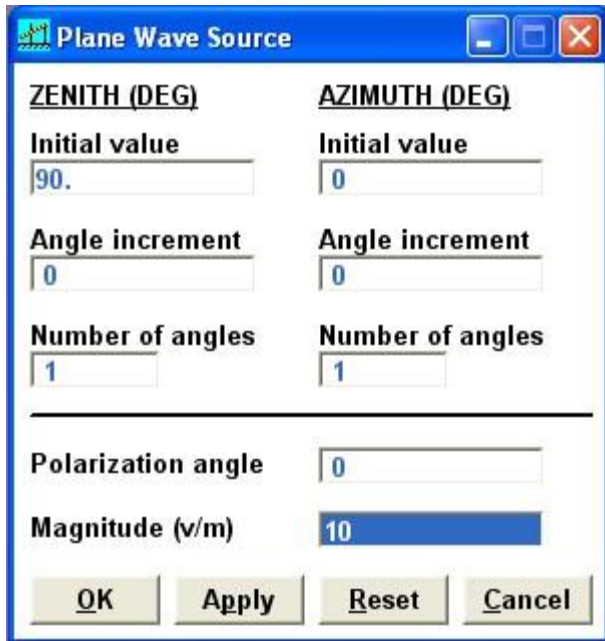 Plane Wave Source
ZENITH (DEG) AZIMUTH (DEG)
Initial value Initial value
90. 0
Angle increment Angle increment
0 0
Number of angles Number of angles
1 1
Polarization angle 0
Magnitude (v/m) 10
OK Apply Reset Cancel